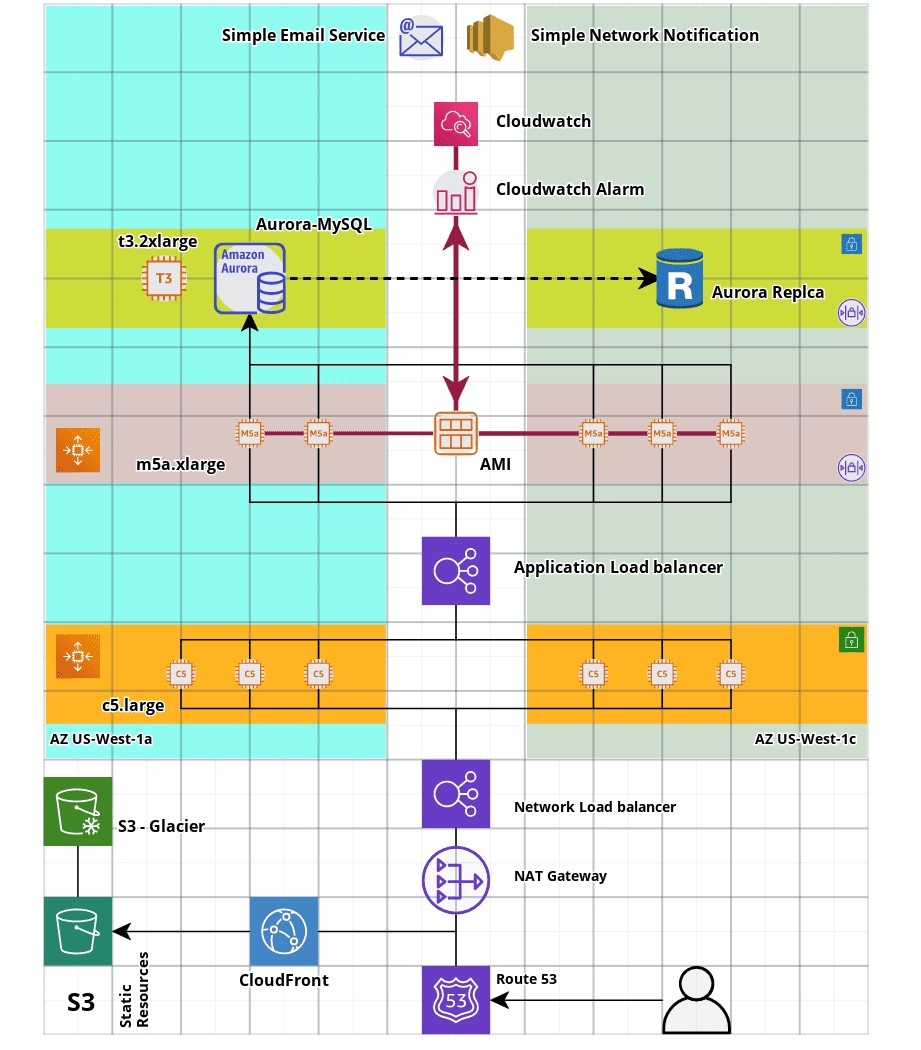 Simple Email Service
@
Simple Network Notification
Cloudwatch
Cloudwatch Alarm
Aurora-MySQL
t3.2xlarge
T3
Amazon
Aurora
R
Aurora Replca
M5a
M5a
M5a
M5a
M5a
m5a.xlarge
AMI
Application Load balancer
C5
C5
C5
C5
C5
C5
c5.large
AZ US-West-1a
AZ US-West-1c
Network Load balancer
S3 - Glacier
NAT Gateway
CloudFront
Route 53
53
S3
Static
Resources